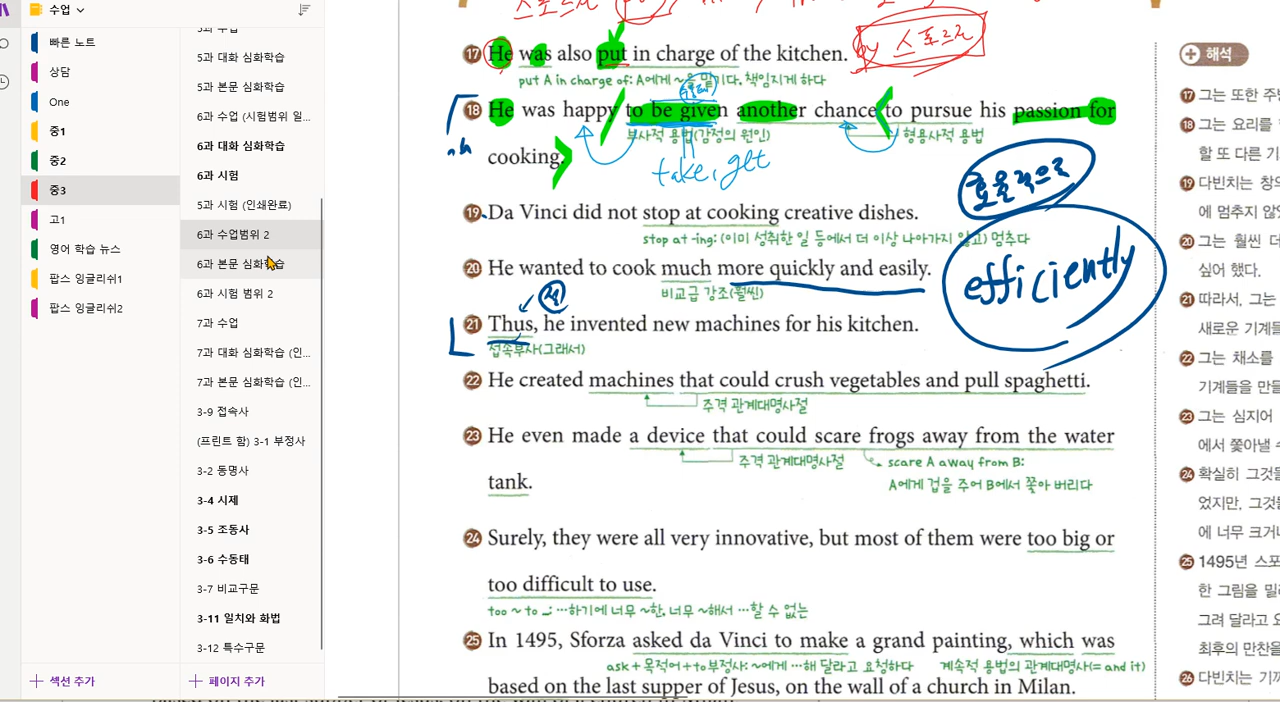 수업
빠른 노트
상담
One
중1
중2
중3
고1
영어 학습 뉴스
팝스 잉글리쉬1
팝스 잉글리쉬2
섹션 추가
5과 대화 심화학습
5과 본문 심화학습
6과 수업 (시험범위 일...
6과 대화 심화학습
6과 시험
5과 시험 (인쇄완료)
6과 수업범위 2
6과 본문 심화학습
6과 시험 범위 2
7과 수업
7과 대화 심화학습 (인...
7과 본문 심화학습 (인...
3-9 접속사
(프린트 함) 3-1 부정사
3-2 동명사
3-4 시제
3-5 조동사
3-6 수동태
3-7 비교구문
3-11 일치와 화법
3-12 특수구문
페이지 추가
17 He was also put in charge of the kitchen.
by 스포르르
put A in charge of: A에게 ~을 맡기다, 책임지게 하다
18 He was happy to be given another chance to pursue his passion for
부사적 용법(감정의 원인)
형용사적 용법
cooking.
take, get
효율적으로
19 Da Vinci did not stop at cooking creative dishes.
stop at -ing: (이미 성취한 일 등에서 더 이상 나아가지 않고) 멈추다
20 He wanted to cook much more quickly and easily.
비교급 강조(훨씬)
efficiently
21 Thus, he invented new machines for his kitchen.
접속부사(그래서)
22 He created machines that could crush vegetables and pull spaghetti.
주격 관계대명사절
23 He even made a device that could scare frogs away from the water
주격 관계대명사절
scare A away from B:
A에게 겁을 주어 B에서 쫓아 버리다
tank.
24 Surely, they were all very innovative, but most of them were too big or
too difficult to use.
too ~ to ...: …하기에 너무 ~한, 너무 ~해서 …할 수 없는
25 In 1495, Sforza asked da Vinci to make a grand painting, which was
ask+목적어+to부정사: ~에게 …해 달라고 요청하다
계속적 용법의 관계대명사(= and it)
based on the last supper of Jesus, on the wall of a church in Milan.
해석
17 그는 또한 주방
18 그는 요리를
할 또 다른 기
19 다빈치는 창의
에 멈추지 않았
20 그는 훨씬 더
싶어 했다.
21 따라서, 그는
새로운 기계들
22 그는 채소를
기계들을 만들
23 그는 심지어
에서 쫓아낼 수
24 확실히 그것들
었지만, 그것들
에 너무 크거나
25 1495년 스포
한 그림을 밀라
그려 달라고 요
최후의 만찬을
26 다빈치는 기꺼